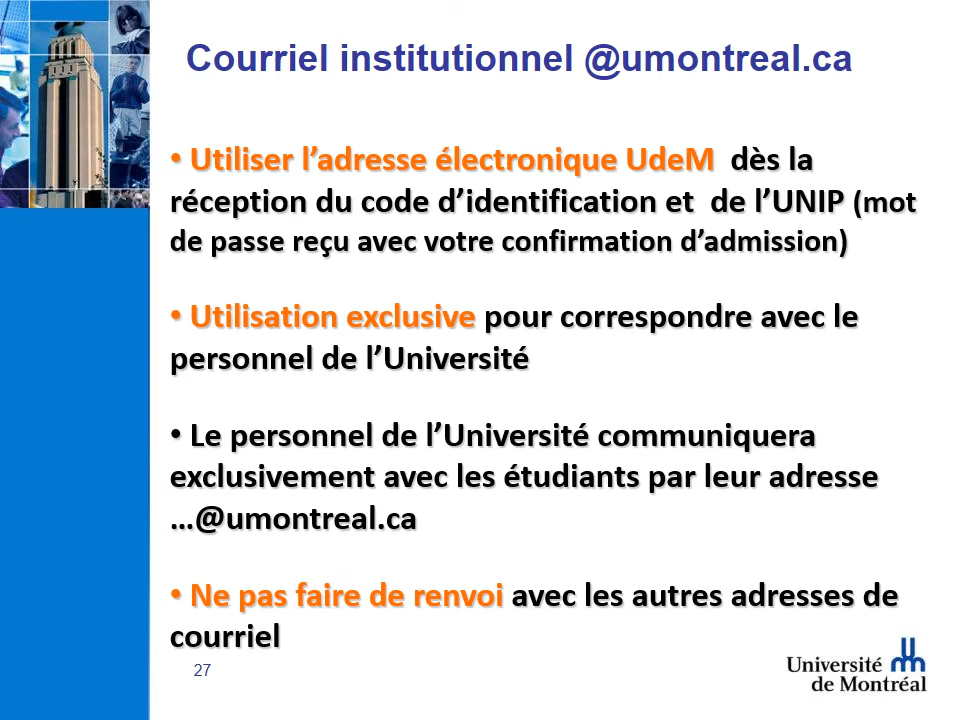 Courriel institutionnel @umontreal.ca
• Utiliser l’adresse électronique UdeM dès la
réception du code d’identification et de l’UNIP (mot
de passe reçu avec votre confirmation d’admission)
• Utilisation exclusive pour correspondre avec le
personnel de l’Université
• Le personnel de l’Université communiquera
exclusivement avec les étudiants par leur adresse
…@umontreal.ca
• Ne pas faire de renvoi avec les autres adresses de
courriel
27
Université
de Montréal